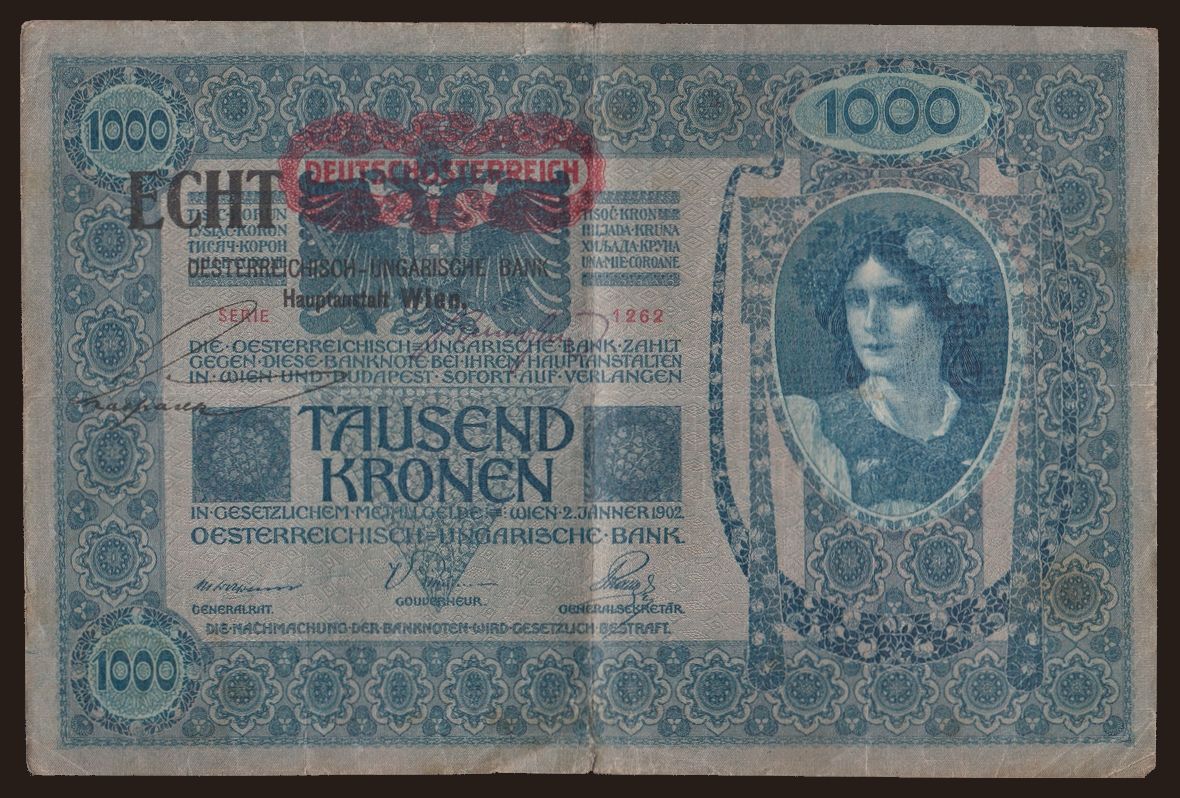 1000
1000
DEUTSCHÖSTERREICH
ECHT
TISÍC KORUN
TYSIĄC KORON
ТИСЯЧ КОРОН
TISOČ KRON
HILJADA KRUNA
ХИЉАДА КРУНА
UNA MIE COROANE
OESTERREICHISCH-UNGARISCHE BANK
Hauptanstalt Wien.
SERIE 1262
DIE OESTERREICHISCH=UNGARISCHE BANK ZAHLT
GEGEN DIESE BANKNOTE BEI IHREN HAUPTANSTALTEN
IN WIEN UND BUDAPEST SOFORT AUF VERLANGEN
TAUSEND
KRONEN
IN GESETZLICHEM METALLGELDE = WIEN 2. JÄNNER 1902.
OESTERREICHISCH=UNGARISCHE BANK.
GENERALRAT. GOUVERNEUR. GENERALSEKRETÄR.
DIE NACHMACHUNG DER BANKNOTEN WIRD GESETZLICH BESTRAFT.
1000